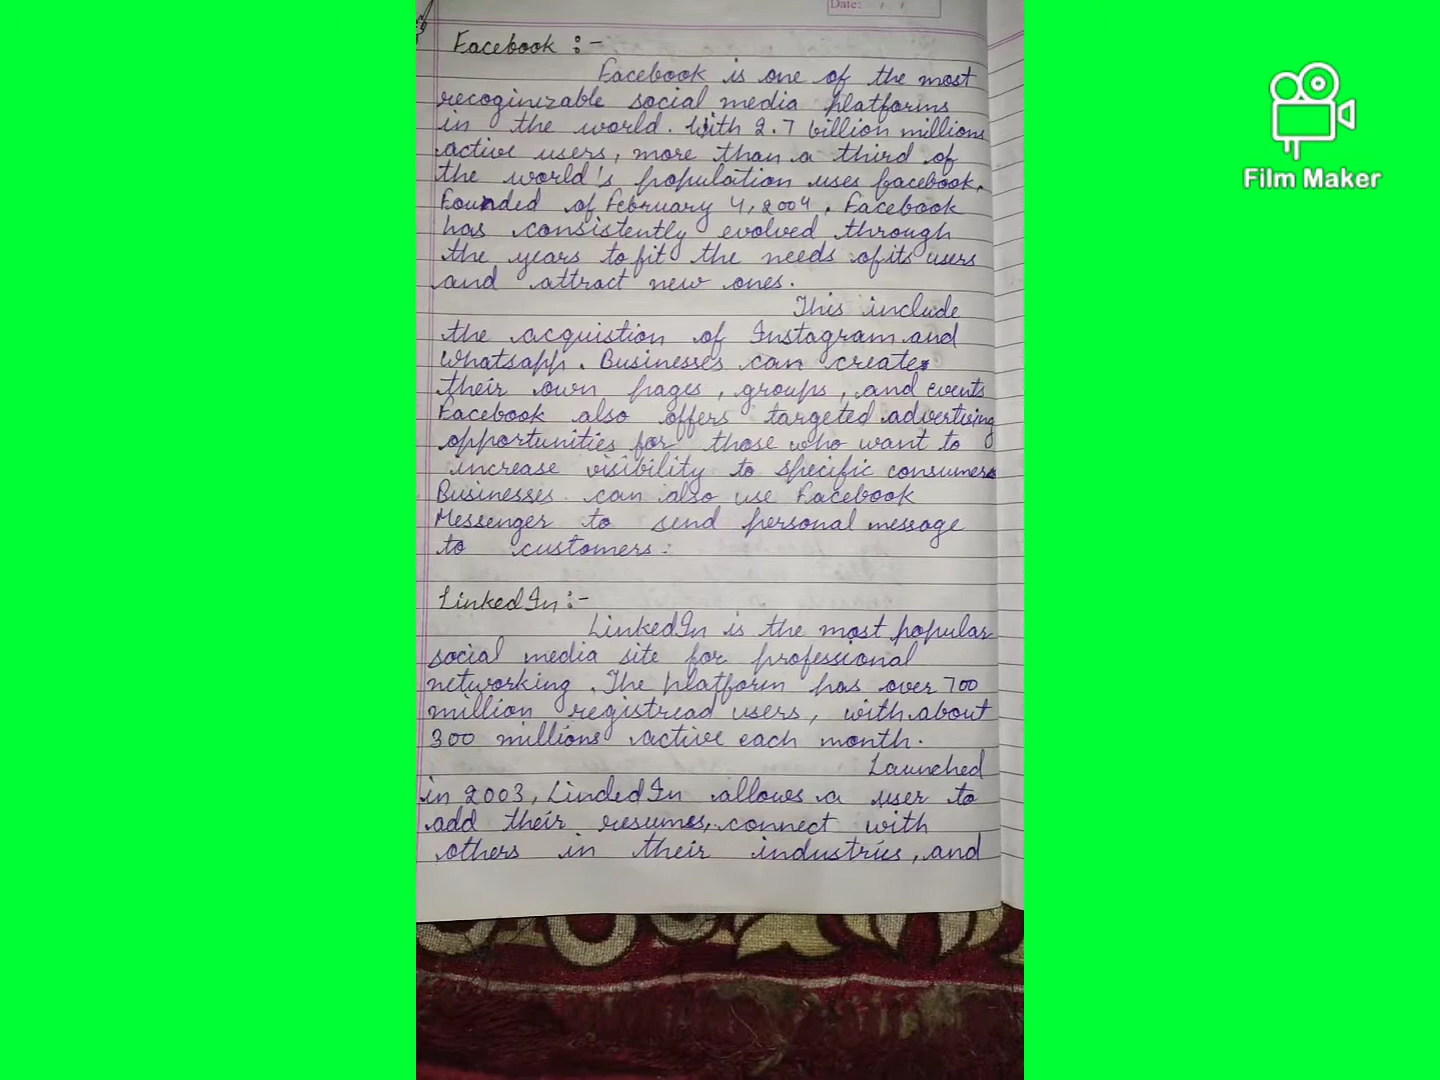 Date: / /
Facebook :-
Facebook is one of the most
recoginizable social media platforms
in the world. With 2.7 billion millions
active users, more than a third of
the world's population uses facebook.
Founded of February 4, 2004. Facebook
has consistently evolved through
the years to fit the needs of its users
and attract new ones.
This include
the acquistion of Instagram and
Whatsapp. Businesses can create
their own pages, groups, and events
Facebook also offers targeted advertising
opportunities for those who want to
increase visibility to specific consumers
Businesses can also use Facebook
Messenger to send personal message
to customers.
LinkedIn :-
LinkedIn is the most popular
social media site for professional
networking. The platform has over 700
million registread users, with about
300 millions active each month.
Launched
in 2003, LindedIn allows a user to
add their resumes, connect with
others in their industries, and
Film Maker